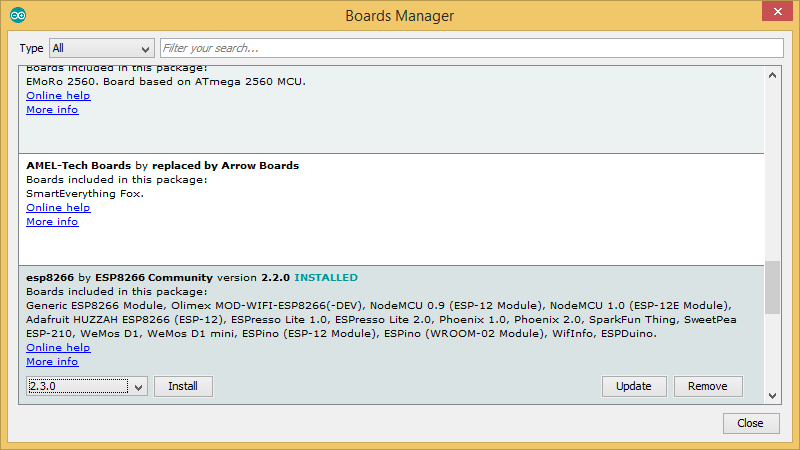 Boards Manager
Type All Filter your search...
Boards included in this package:
EMoRo 2560. Board based on ATmega 2560 MCU.
Online help
More info
AMEL-Tech Boards by replaced by Arrow Boards
Boards included in this package:
SmartEverything Fox.
Online help
More info
esp8266 by ESP8266 Community version 2.2.0 INSTALLED
Boards included in this package:
Generic ESP8266 Module, Olimex MOD-WIFI-ESP8266(-DEV), NodeMCU 0.9 (ESP-12 Module), NodeMCU 1.0 (ESP-12E Module),
Adafruit HUZZAH ESP8266 (ESP-12), ESPresso Lite 1.0, ESPresso Lite 2.0, Phoenix 1.0, Phoenix 2.0, SparkFun Thing, SweetPea
ESP-210, WeMos D1, WeMos D1 mini, ESPino (ESP-12 Module), ESPino (WROOM-02 Module), WifInfo, ESPDuino.
Online help
More info
2.3.0 Install Update Remove
Close